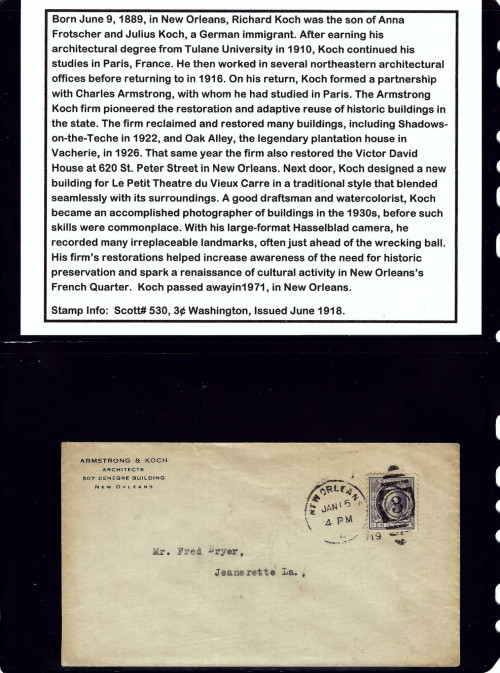 Born June 9, 1889, in New Orleans, Richard Koch was the son of Anna
Frotscher and Julius Koch, a German immigrant. After earning his
architectural degree from Tulane University in 1910, Koch continued his
studies in Paris, France. He then worked in several northeastern architectural
offices before returning to in 1916. On his return, Koch formed a partnership
with Charles Armstrong, with whom he had studied in Paris. The Armstrong
Koch firm pioneered the restoration and adaptive reuse of historic buildings in
the state. The firm reclaimed and restored many buildings, including Shadows-
on-the-Teche in 1922, and Oak Alley, the legendary plantation house in
Vacherie, in 1926. That same year the firm also restored the Victor David
House at 620 St. Peter Street in New Orleans. Next door, Koch designed a new
building for Le Petit Theatre du Vieux Carre in a traditional style that blended
seamlessly with its surroundings. A good draftsman and watercolorist, Koch
became an accomplished photographer of buildings in the 1930s, before such
skills were commonplace. With his large-format Hasselblad camera, he
recorded many irreplaceable landmarks, often just ahead of the wrecking ball.
His firm's restorations helped increase awareness of the need for historic
preservation and spark a renaissance of cultural activity in New Orleans's
French Quarter. Koch passed awayin1971, in New Orleans.
Stamp Info: Scott# 530, 3¢ Washington, Issued June 1918.
ARMSTRONG & KOCH
ARCHITECTS
507 DENEGRE BUILDING
NEW ORLEANS
NEW ORLEANS
JAN 15
4 PM
19
3
Mr. Fred Dryer,
Jeanerette La.,